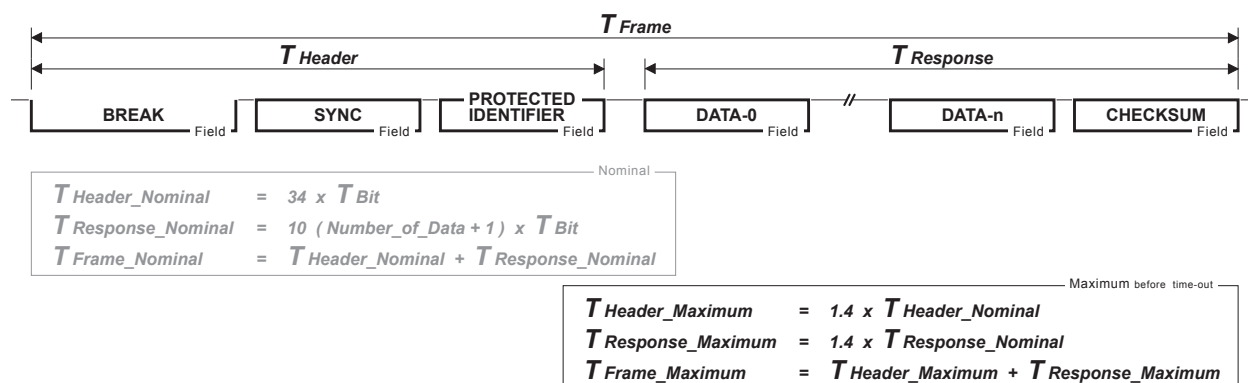 T Frame
T Header T Response
BREAK Field SYNC Field PROTECTED IDENTIFIER Field DATA-0 Field // DATA-n Field CHECKSUM Field
Nominal
T Header_Nominal = 34 x T Bit
T Response_Nominal = 10 ( Number_of_Data + 1 ) x T Bit
T Frame_Nominal = T Header_Nominal + T Response_Nominal
Maximum before time-out
T Header_Maximum = 1.4 x T Header_Nominal
T Response_Maximum = 1.4 x T Response_Nominal
T Frame_Maximum = T Header_Maximum + T Response_Maximum